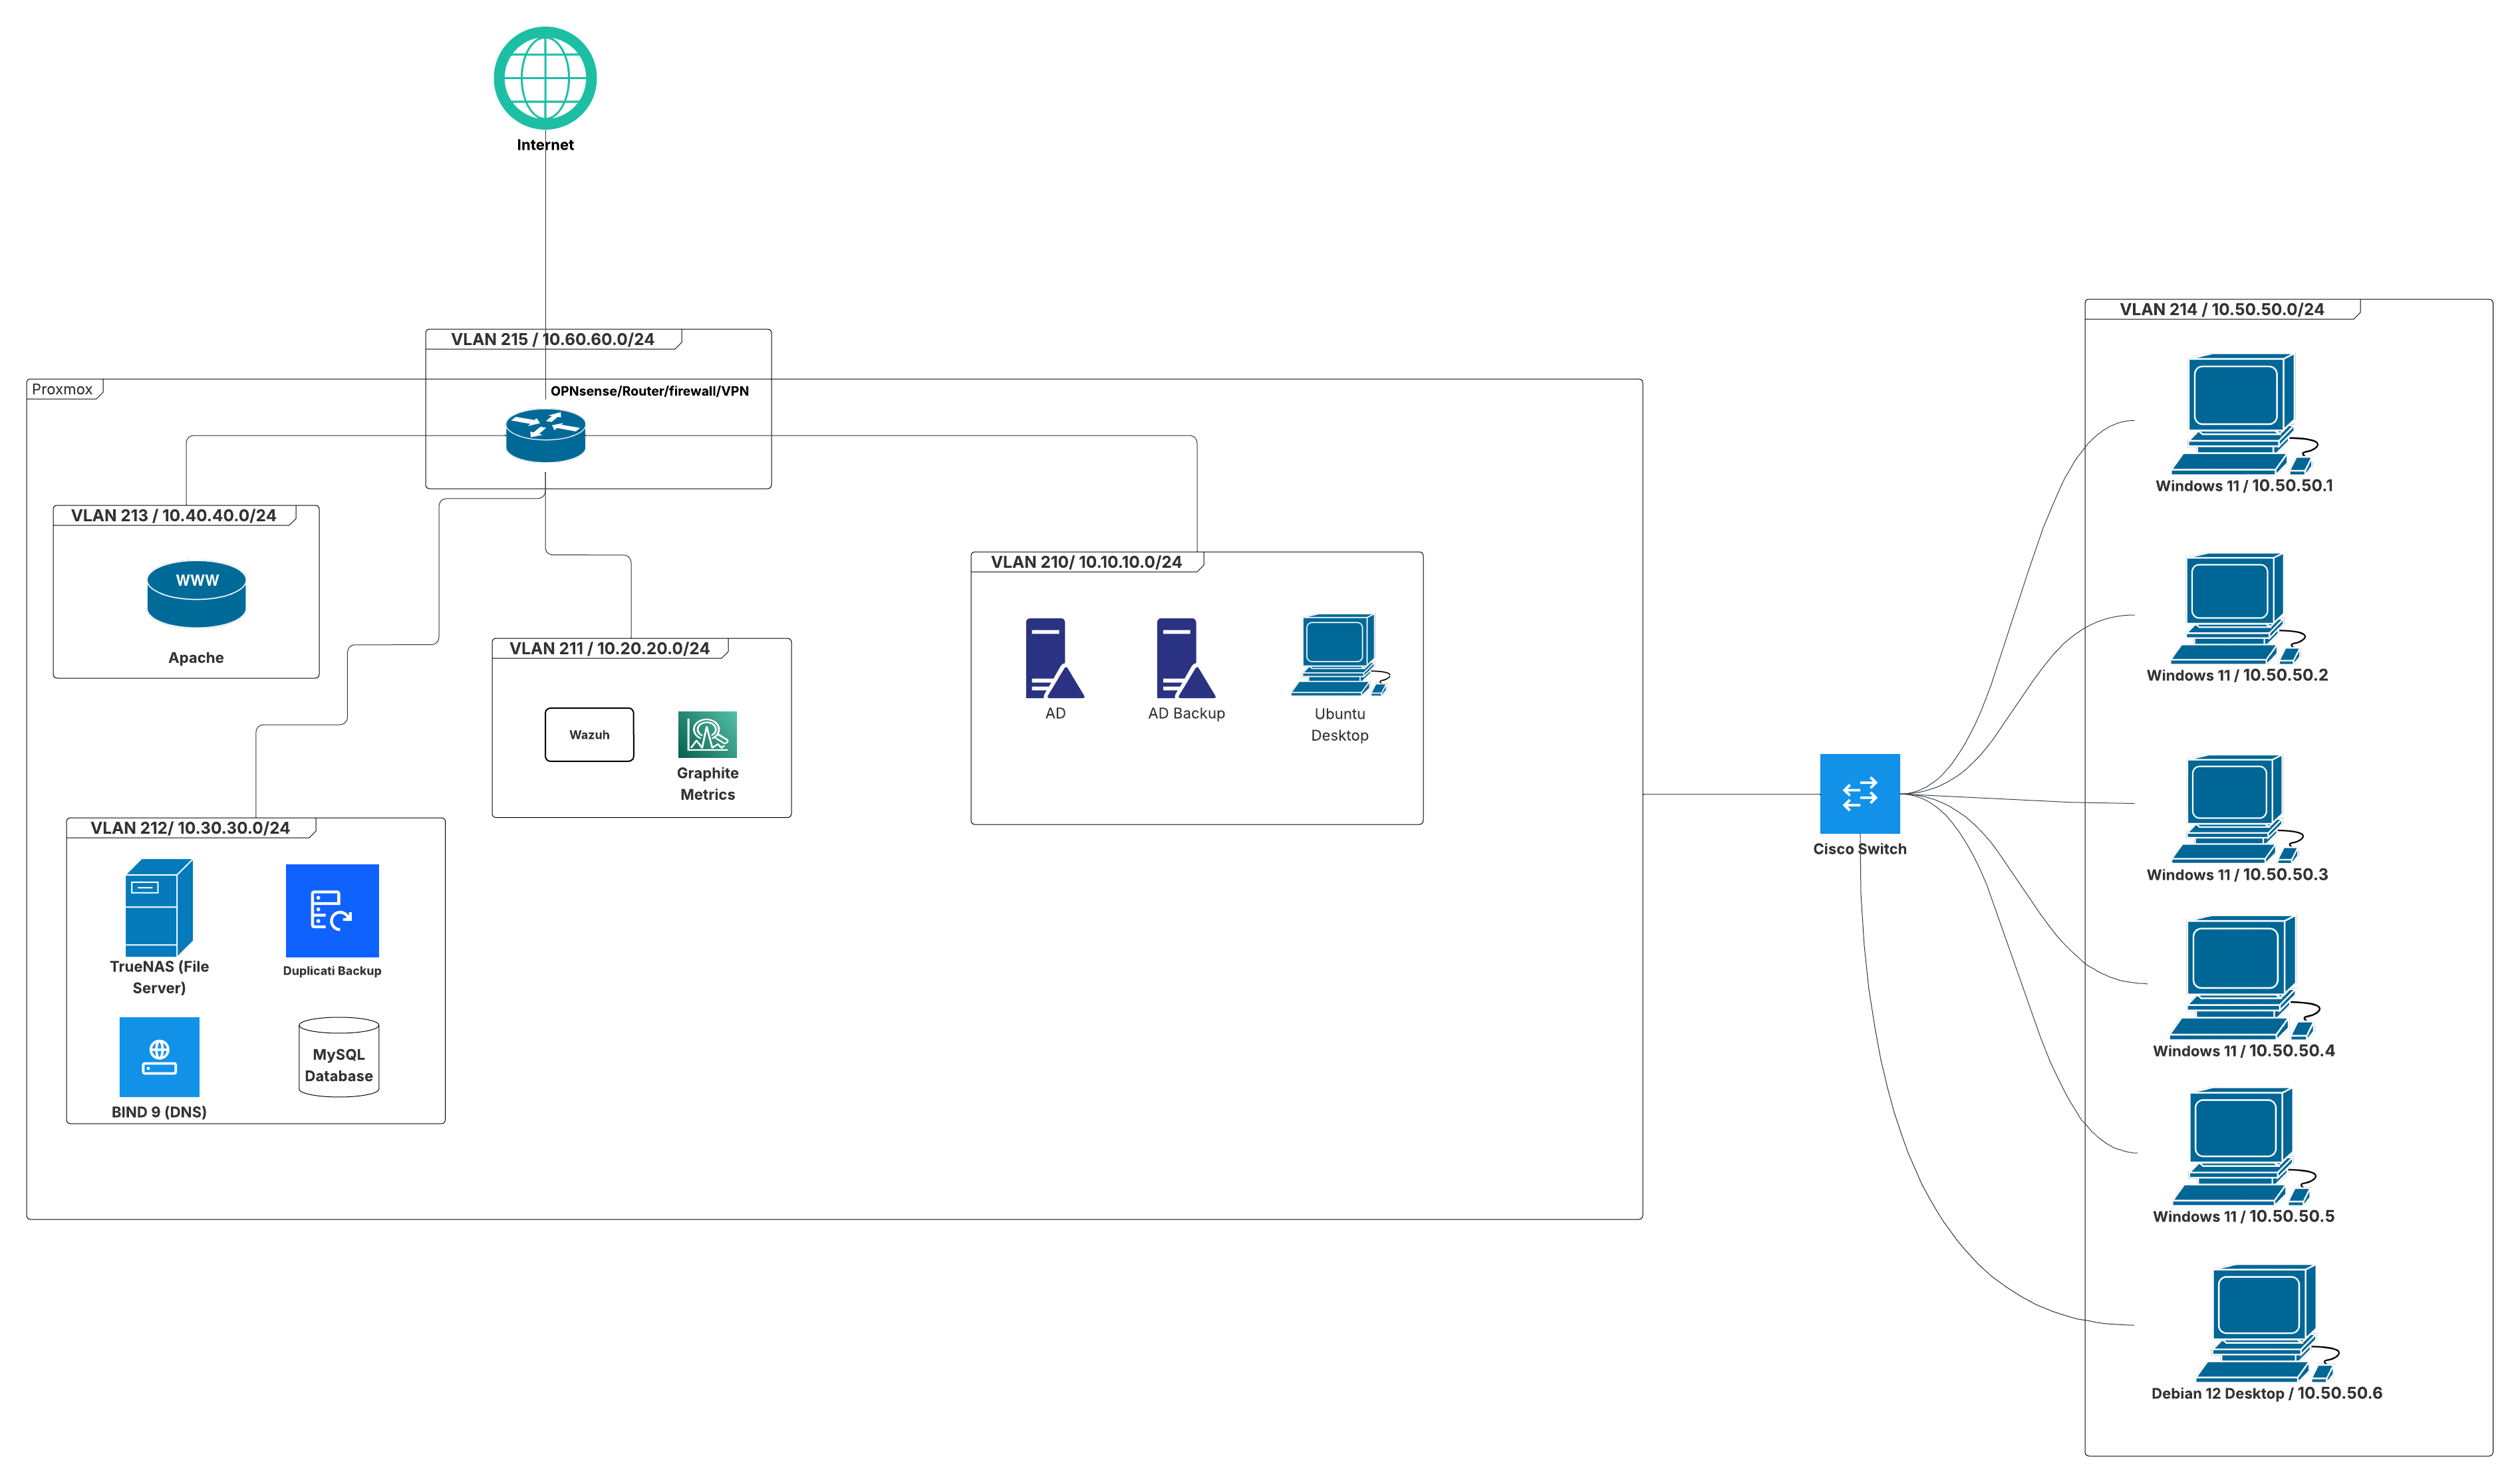 Internet
VLAN 215 / 10.60.60.0/24
Proxmox
OPNsense/Router/firewall/VPN
VLAN 213 / 10.40.40.0/24
WWW
Apache
VLAN 211 / 10.20.20.0/24
Wazuh
Graphite
Metrics
VLAN 210/ 10.10.10.0/24
AD
AD Backup
Ubuntu
Desktop
VLAN 212/ 10.30.30.0/24
TrueNAS (File
Server)
Duplicati Backup
BIND 9 (DNS)
MySQL
Database
Cisco Switch
VLAN 214 / 10.50.50.0/24
Windows 11 / 10.50.50.1
Windows 11 / 10.50.50.2
Windows 11 / 10.50.50.3
Windows 11 / 10.50.50.4
Windows 11 / 10.50.50.5
Debian 12 Desktop / 10.50.50.6